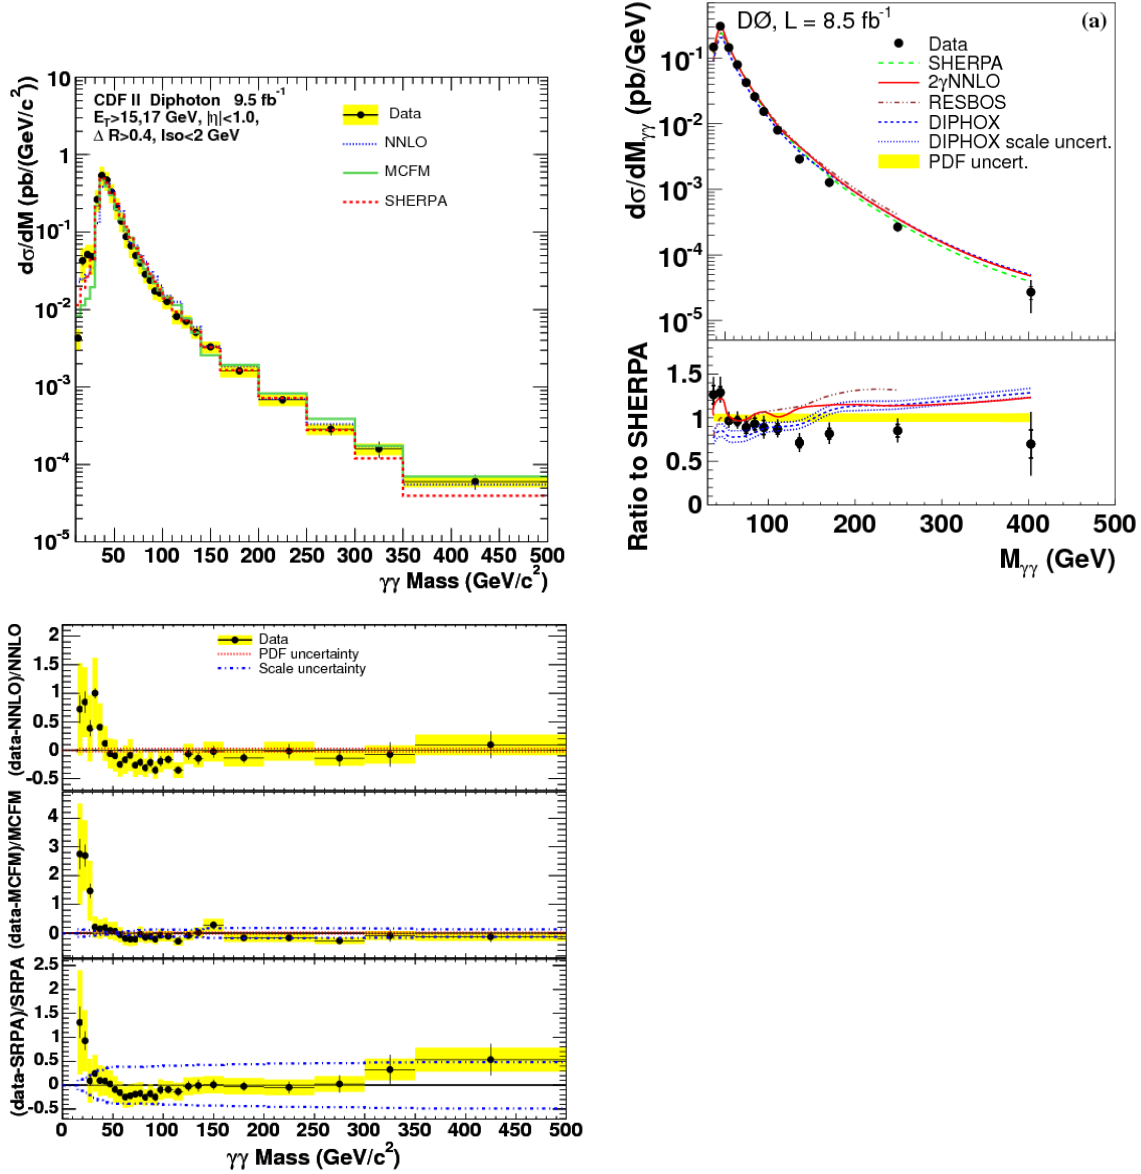 10
1
10⁻¹
10⁻²
10⁻³
10⁻⁴
10⁻⁵
dσ/dM (pb/(GeV/c²))
CDF II Diphoton 9.5 fb⁻¹
E_T>15,17 GeV, |η|<1.0,
Δ R>0.4, Iso<2 GeV
Data
NNLO
MCFM
SHERPA
50 100 150 200 250 300 350 400 450 500
γγ Mass (GeV/c²)
DØ, L = 8.5 fb⁻¹
(a)
Data
SHERPA
2γNNLO
RESBOS
DIPHOX
DIPHOX scale uncert.
PDF uncert.
dσ/dM_γγ (pb/GeV)
10⁻¹
10⁻²
10⁻³
10⁻⁴
10⁻⁵
Ratio to SHERPA
1.5
1
0.5
0
100 200 300 400 500
M_γγ (GeV)
(data-NNLO)/NNLO
2
1.5
1
0.5
0
-0.5
Data
PDF uncertainty
Scale uncertainty
(data-MCFM)/MCFM
4
3
2
1
0
(data-SRPA)/SRPA
2.5
2
1.5
1
0.5
0
-0.5
0 50 100 150 200 250 300 350 400 450 500
γγ Mass (GeV/c²)